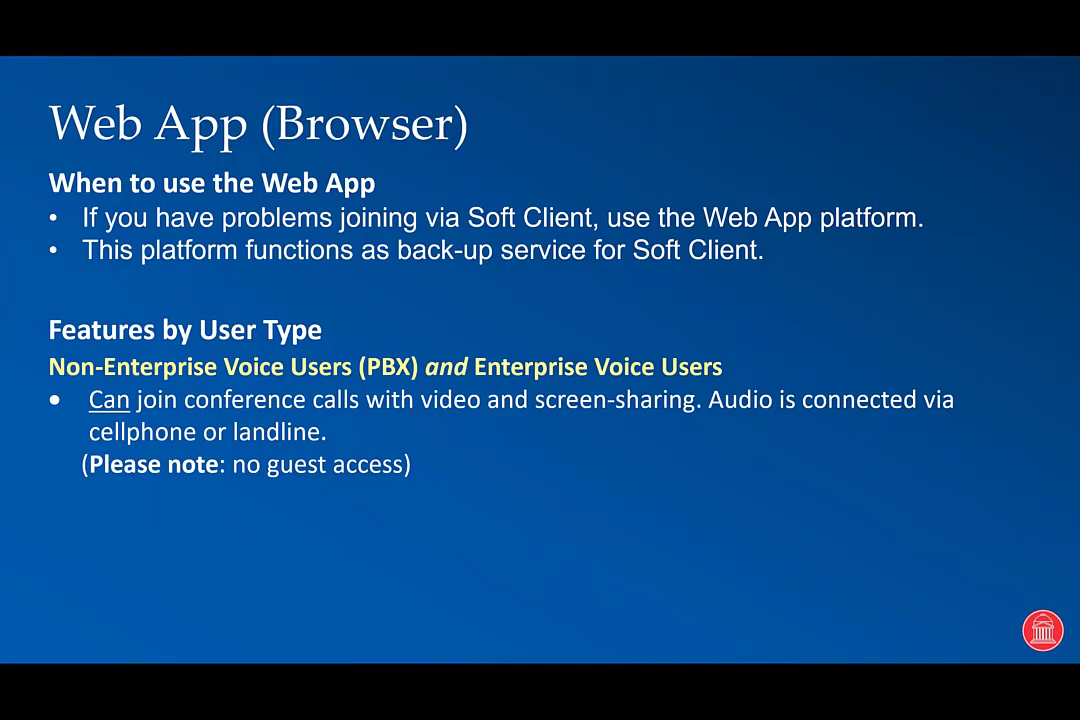 Web App (Browser)
When to use the Web App
• If you have problems joining via Soft Client, use the Web App platform.
• This platform functions as back-up service for Soft Client.
Features by User Type
Non-Enterprise Voice Users (PBX) and Enterprise Voice Users
• Can join conference calls with video and screen-sharing. Audio is connected via
cellphone or landline.
(Please note: no guest access)